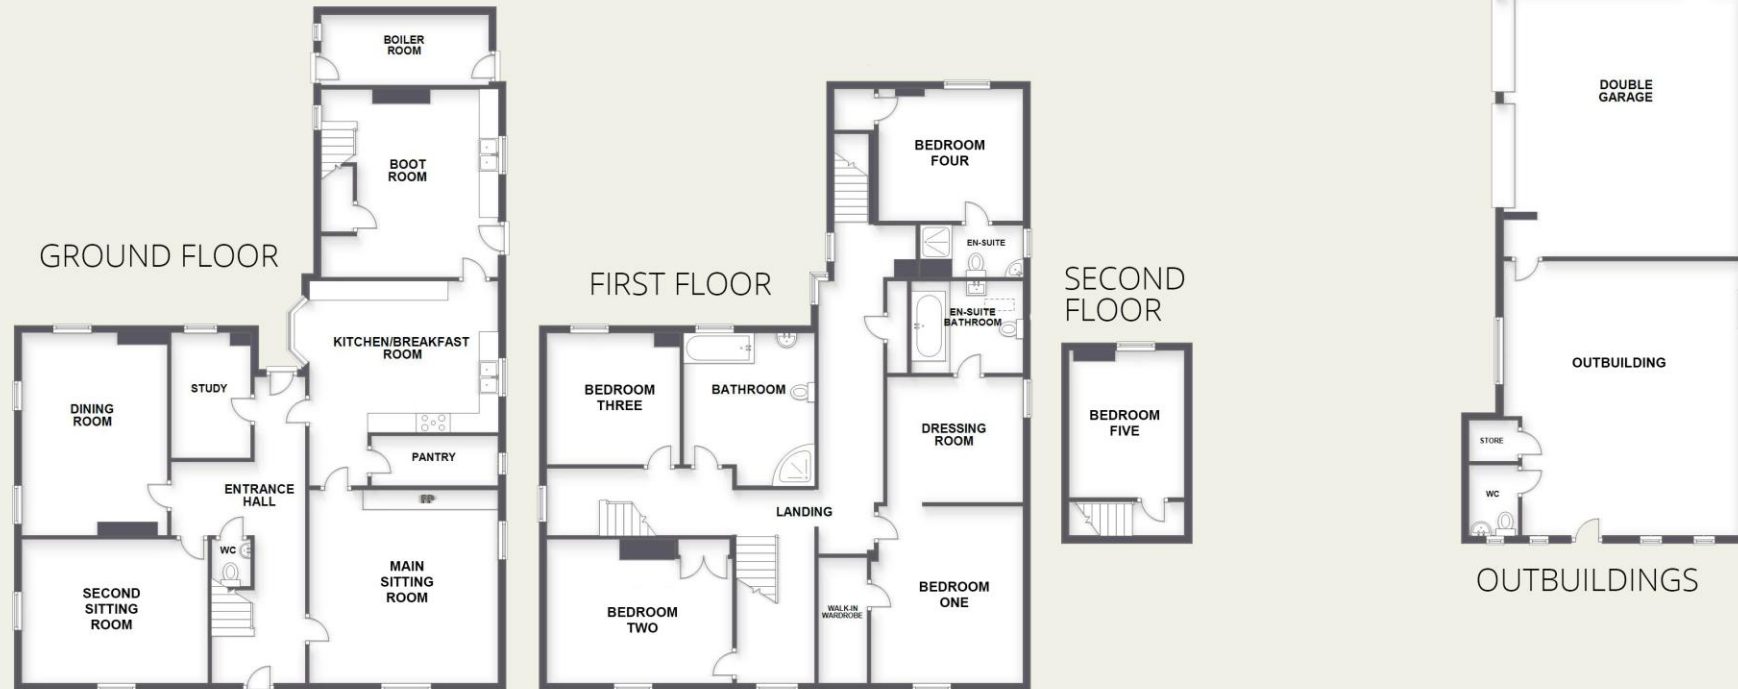 GROUND FLOOR
BOILER
ROOM
BOOT
ROOM
KITCHEN/BREAKFAST
ROOM
STUDY
DINING
ROOM
PANTRY
ENTRANCE
HALL
FP
WC
MAIN
SITTING
ROOM
SECOND
SITTING
ROOM
FIRST FLOOR
BEDROOM
FOUR
EN-SUITE
EN-SUITE
BATHROOM
BEDROOM
THREE
BATHROOM
DRESSING
ROOM
LANDING
BEDROOM
TWO
WALK-IN
WARDROBE
BEDROOM
ONE
SECOND
FLOOR
BEDROOM
FIVE
DOUBLE
GARAGE
OUTBUILDING
STORE
WC
OUTBUILDINGS